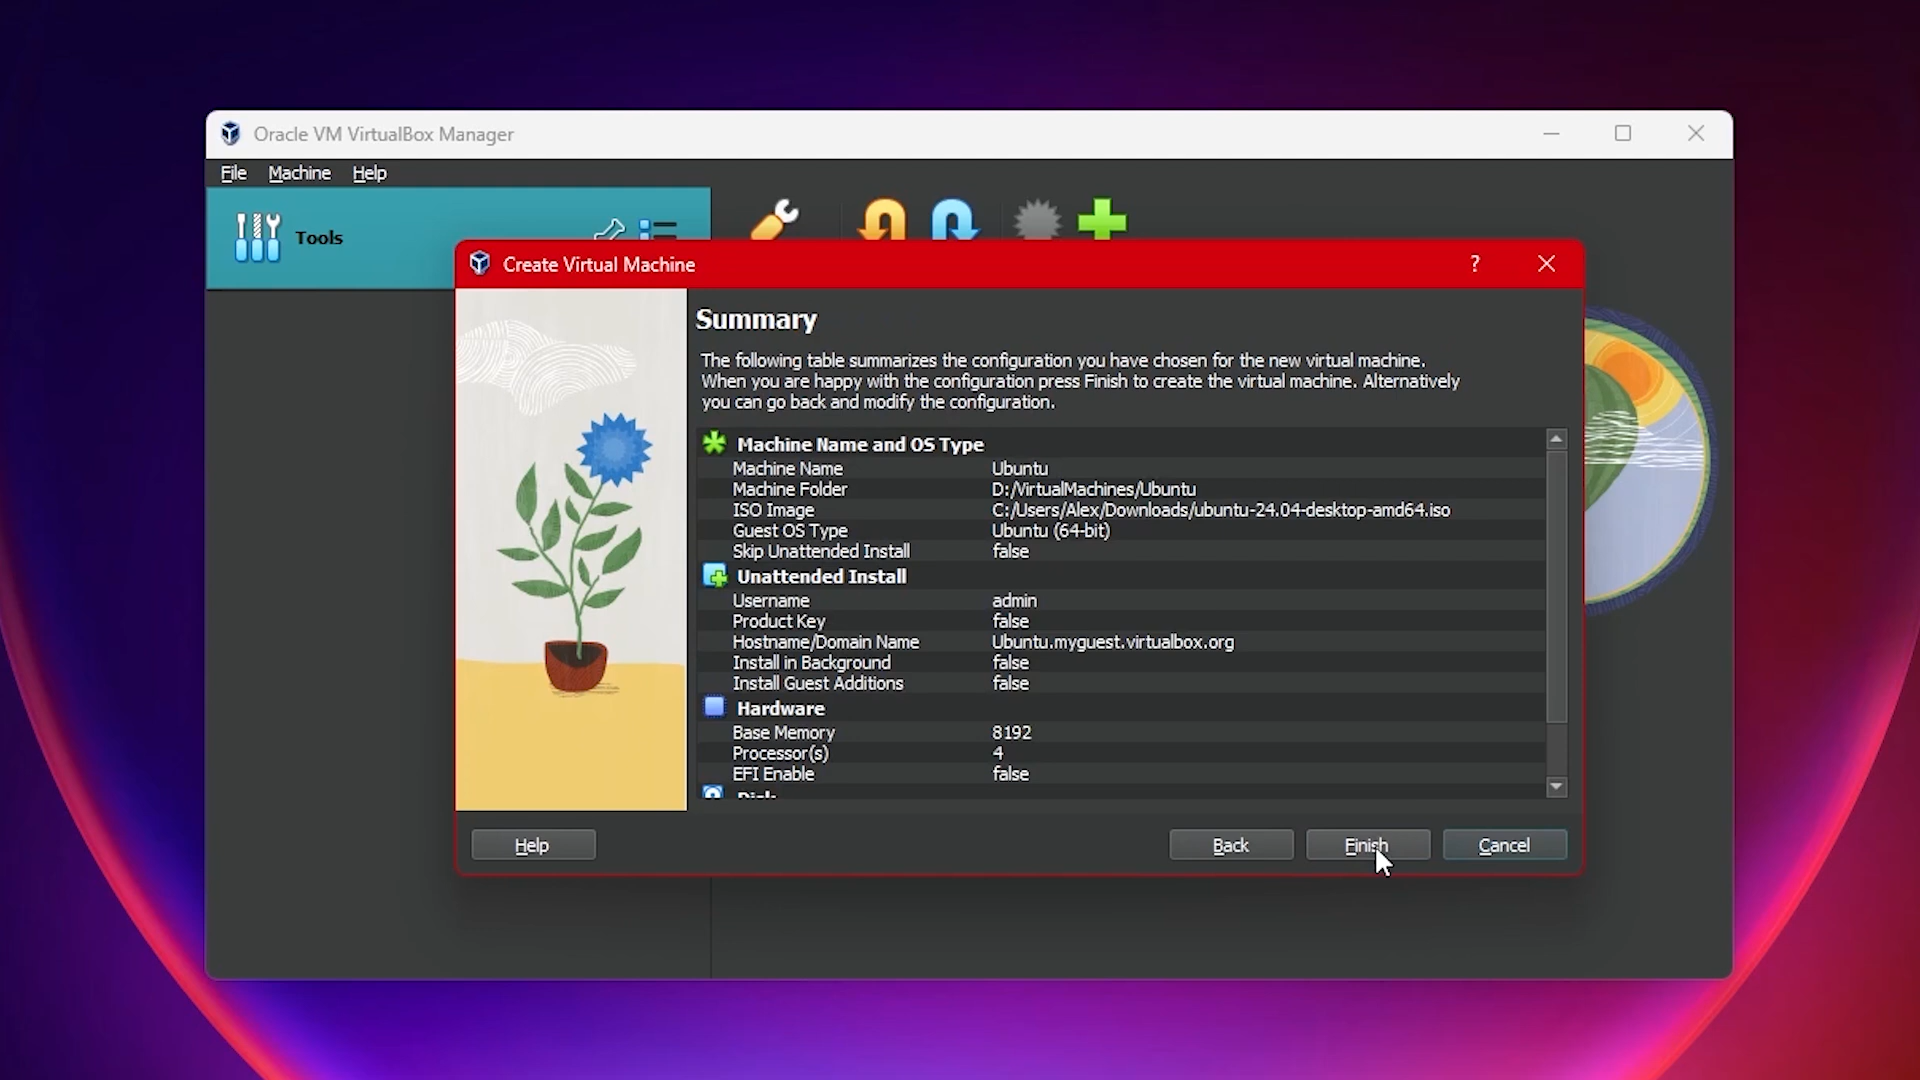 Oracle VM VirtualBox Manager
File Machine Help
Tools
Create Virtual Machine ?
Summary
The following table summarizes the configuration you have chosen for the new virtual machine.
When you are happy with the configuration press Finish to create the virtual machine. Alternatively
you can go back and modify the configuration.
Machine Name and OS Type
Machine Name Ubuntu
Machine Folder D:/VirtualMachines/Ubuntu
ISO Image C:/Users/Alex/Downloads/ubuntu-24.04-desktop-amd64.iso
Guest OS Type Ubuntu (64-bit)
Skip Unattended Install false
Unattended Install
Username admin
Product Key false
Hostname/Domain Name Ubuntu.myguest.virtualbox.org
Install in Background false
Install Guest Additions false
Hardware
Base Memory 8192
Processor(s) 4
EFI Enable false
Disk
Help Back Finish Cancel